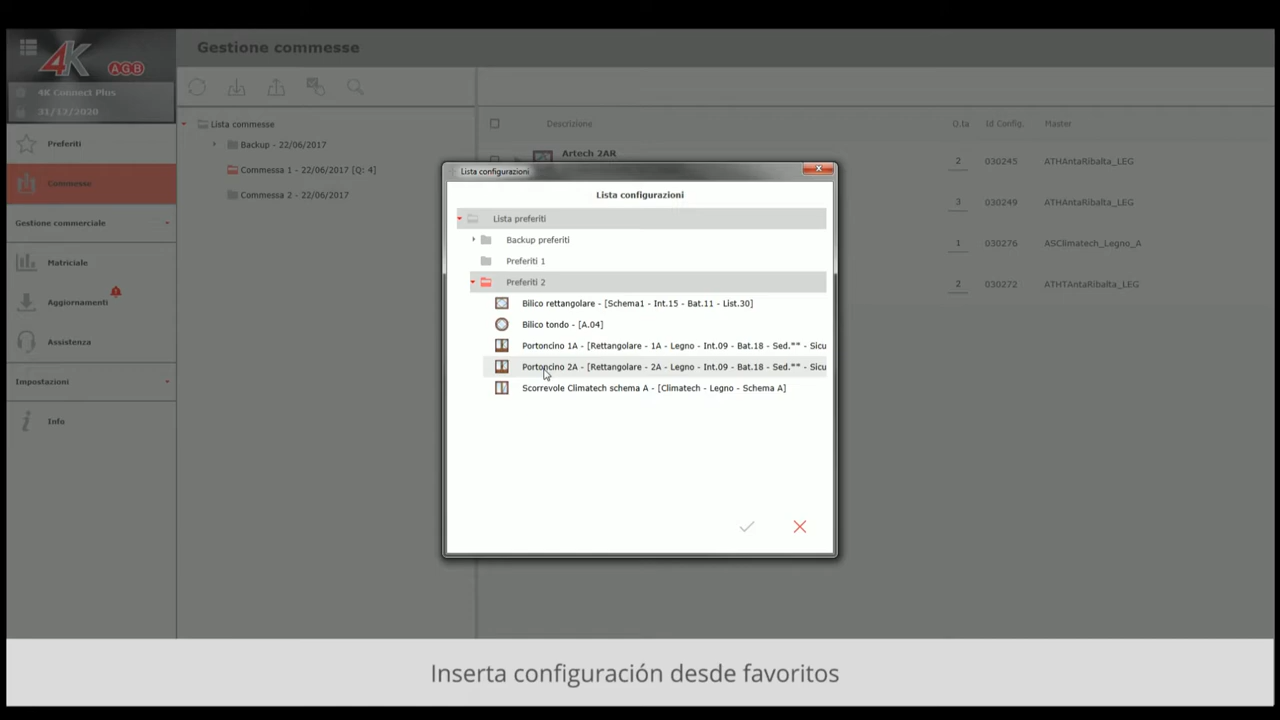 4K AGB
4K Connect Plus
31/12/2020
Preferiti
Commesse
Gestione commerciale
Matriciale
Aggiornamenti
Assistenza
Impostazioni
Info
Gestione commesse
Lista commesse
Backup - 22/06/2017
Commessa 1 - 22/06/2017 [Q: 4]
Commessa 2 - 22/06/2017
Descrizione Q.ta Id Config. Master
Artech 2AR
2 030245 ATHAntaRibalta_LEG
3 030249 ATHAntaRibalta_LEG
1 030276 ASClimatech_Legno_A
2 030272 ATHTAntaRibalta_LEG
Lista configurazioni
Lista configurazioni
Lista preferiti
Backup preferiti
Preferiti 1
Preferiti 2
Bilico rettangolare - [Schema1 - Int.15 - Bat.11 - List.30]
Bilico tondo - [A.04]
Portoncino 1A - [Rettangolare - 1A - Legno - Int.09 - Bat.18 - Sed.** - Sicu
Portoncino 2A - [Rettangolare - 2A - Legno - Int.09 - Bat.18 - Sed.** - Sicu
Scorrevole Climatech schema A - [Climatech - Legno - Schema A]
Inserta configuración desde favoritos